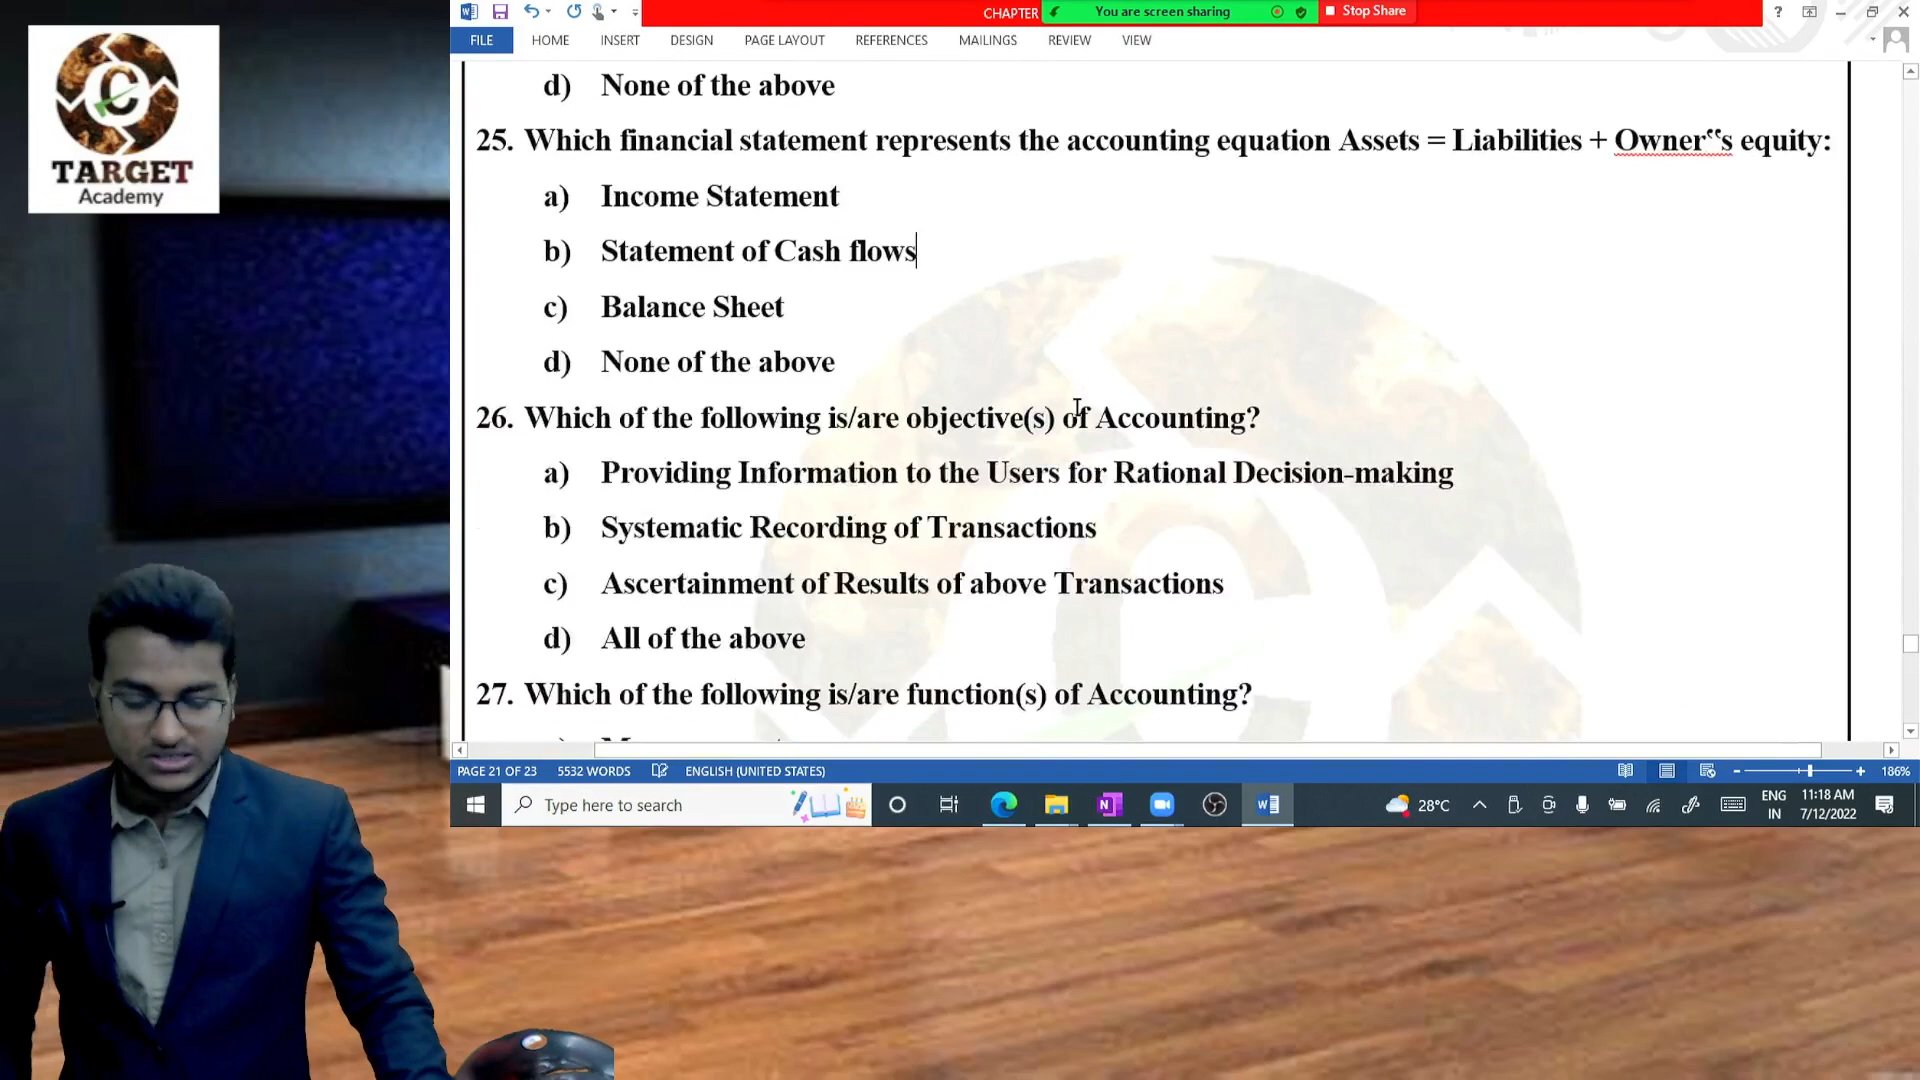 C
TARGET
Academy
CHAPTER
You are screen sharing
Stop Share
?
FILE HOME INSERT DESIGN PAGE LAYOUT REFERENCES MAILINGS REVIEW VIEW
d) None of the above
25. Which financial statement represents the accounting equation Assets = Liabilities + Owner‟‟s equity:
a) Income Statement
b) Statement of Cash flows
c) Balance Sheet
d) None of the above
26. Which of the following is/are objective(s) of Accounting?
a) Providing Information to the Users for Rational Decision-making
b) Systematic Recording of Transactions
c) Ascertainment of Results of above Transactions
d) All of the above
27. Which of the following is/are function(s) of Accounting?
PAGE 21 OF 23 5532 WORDS ENGLISH (UNITED STATES) 186%
Type here to search
28°C
ENG
IN
11:18 AM
7/12/2022